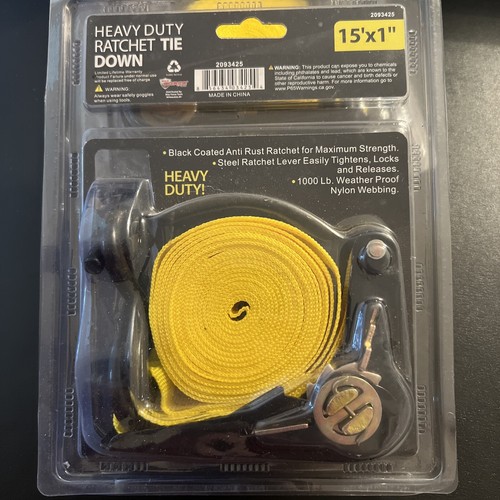 2093425
HEAVY DUTY
RATCHET TIE
DOWN
15'x1"
2093425
MADE IN CHINA
Limited Lifetime Warranty
WARNING
Always wear safety goggles
when using tools.
WARNING: This product can expose you to chemicals
including phthalates and lead, which are known to the
State of California to cause cancer and birth defects or
other reproductive harm. For more information go to
www.P65Warnings.ca.gov.
• Black Coated Anti Rust Ratchet for Maximum Strength.
• Steel Ratchet Lever Easily Tightens, Locks
and Releases.
• 1000 Lb. Weather Proof
Nylon Webbing.
HEAVY
DUTY!